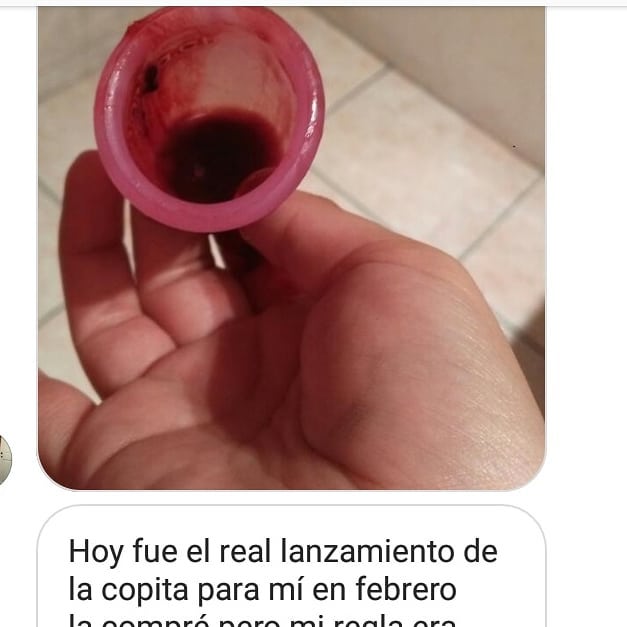 Hoy fue el real lanzamiento de
la copita para mí en febrero
la compré pero mi regla era